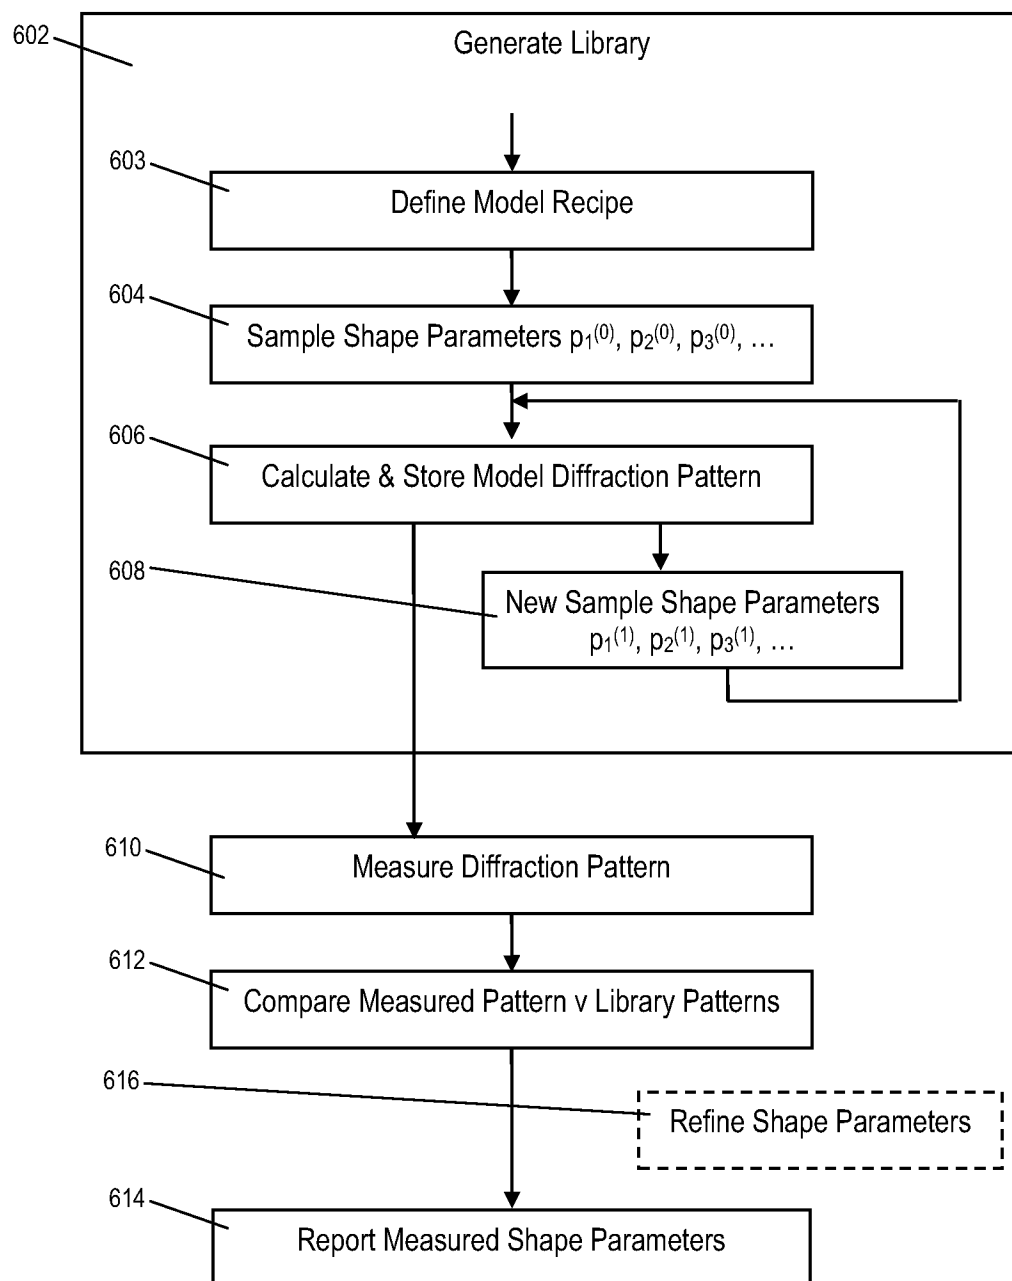 602
Generate Library
603
Define Model Recipe
604
Sample Shape Parameters p₁⁽⁰⁾, p₂⁽⁰⁾, p₃⁽⁰⁾, …
606
Calculate & Store Model Diffraction Pattern
608
New Sample Shape Parameters
p₁⁽¹⁾, p₂⁽¹⁾, p₃⁽¹⁾, …
610
Measure Diffraction Pattern
612
Compare Measured Pattern v Library Patterns
616
Refine Shape Parameters
614
Report Measured Shape Parameters